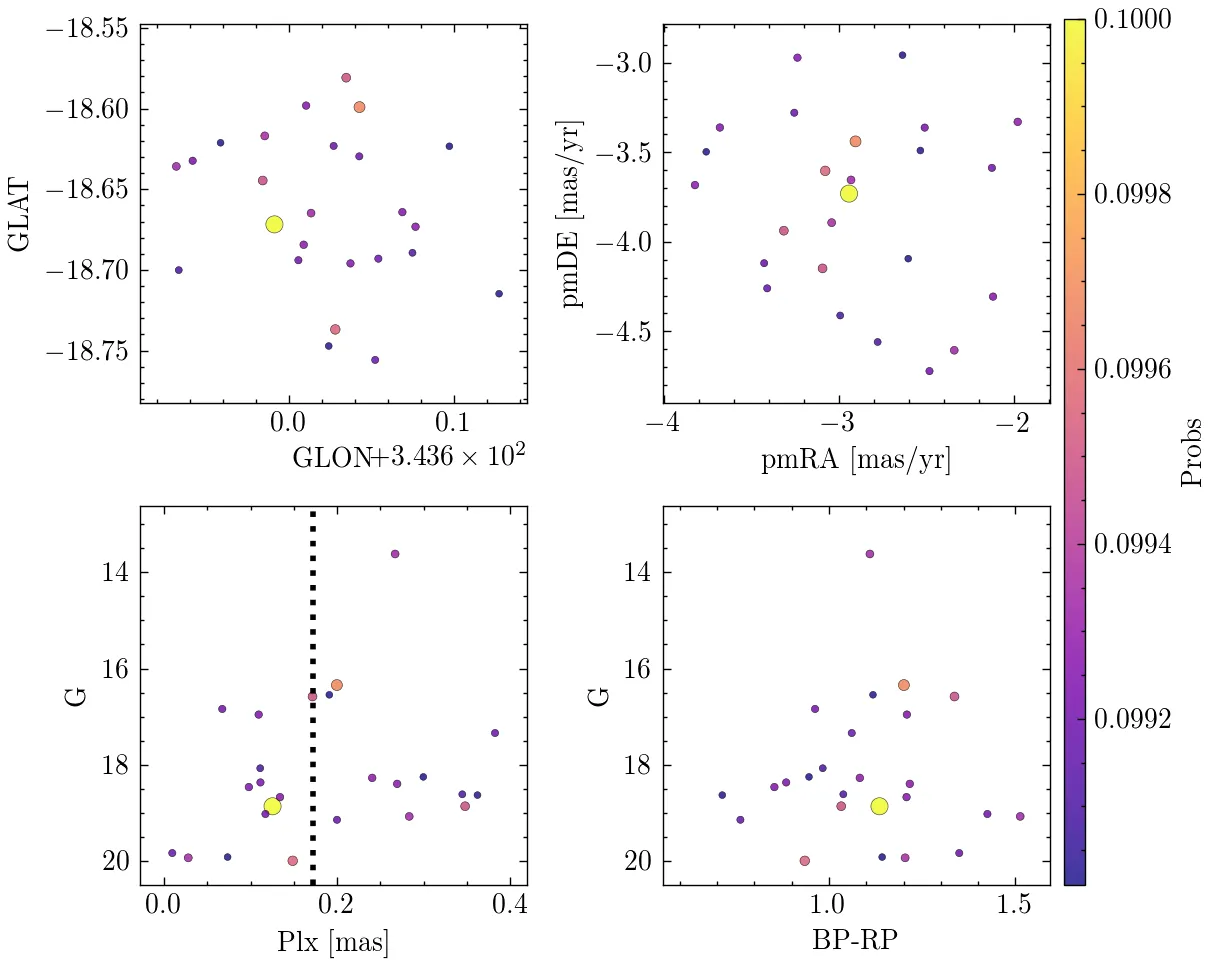 −18.55
−18.60
−18.65
−18.70
−18.75
GLAT
0.0 0.1
GLON+3.436 × 10²
−3.0
−3.5
−4.0
−4.5
pmDE [mas/yr]
−4 −3 −2
pmRA [mas/yr]
14
16
18
20
G
0.0 0.2 0.4
Plx [mas]
14
16
18
20
G
1.0 1.5
BP-RP
0.1000
0.0998
0.0996
0.0994
0.0992
Probs